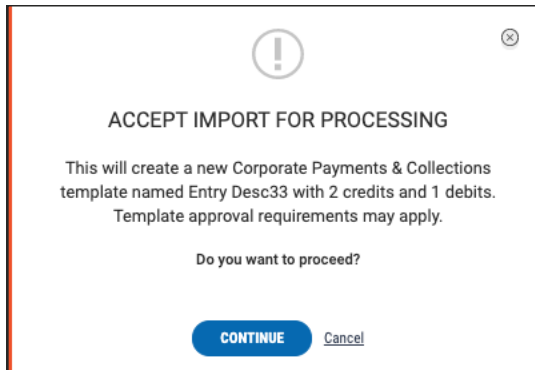 ACCEPT IMPORT FOR PROCESSING
This will create a new Corporate Payments & Collections
template named Entry Desc33 with 2 credits and 1 debits.
Template approval requirements may apply.
Do you want to proceed?
CONTINUE Cancel